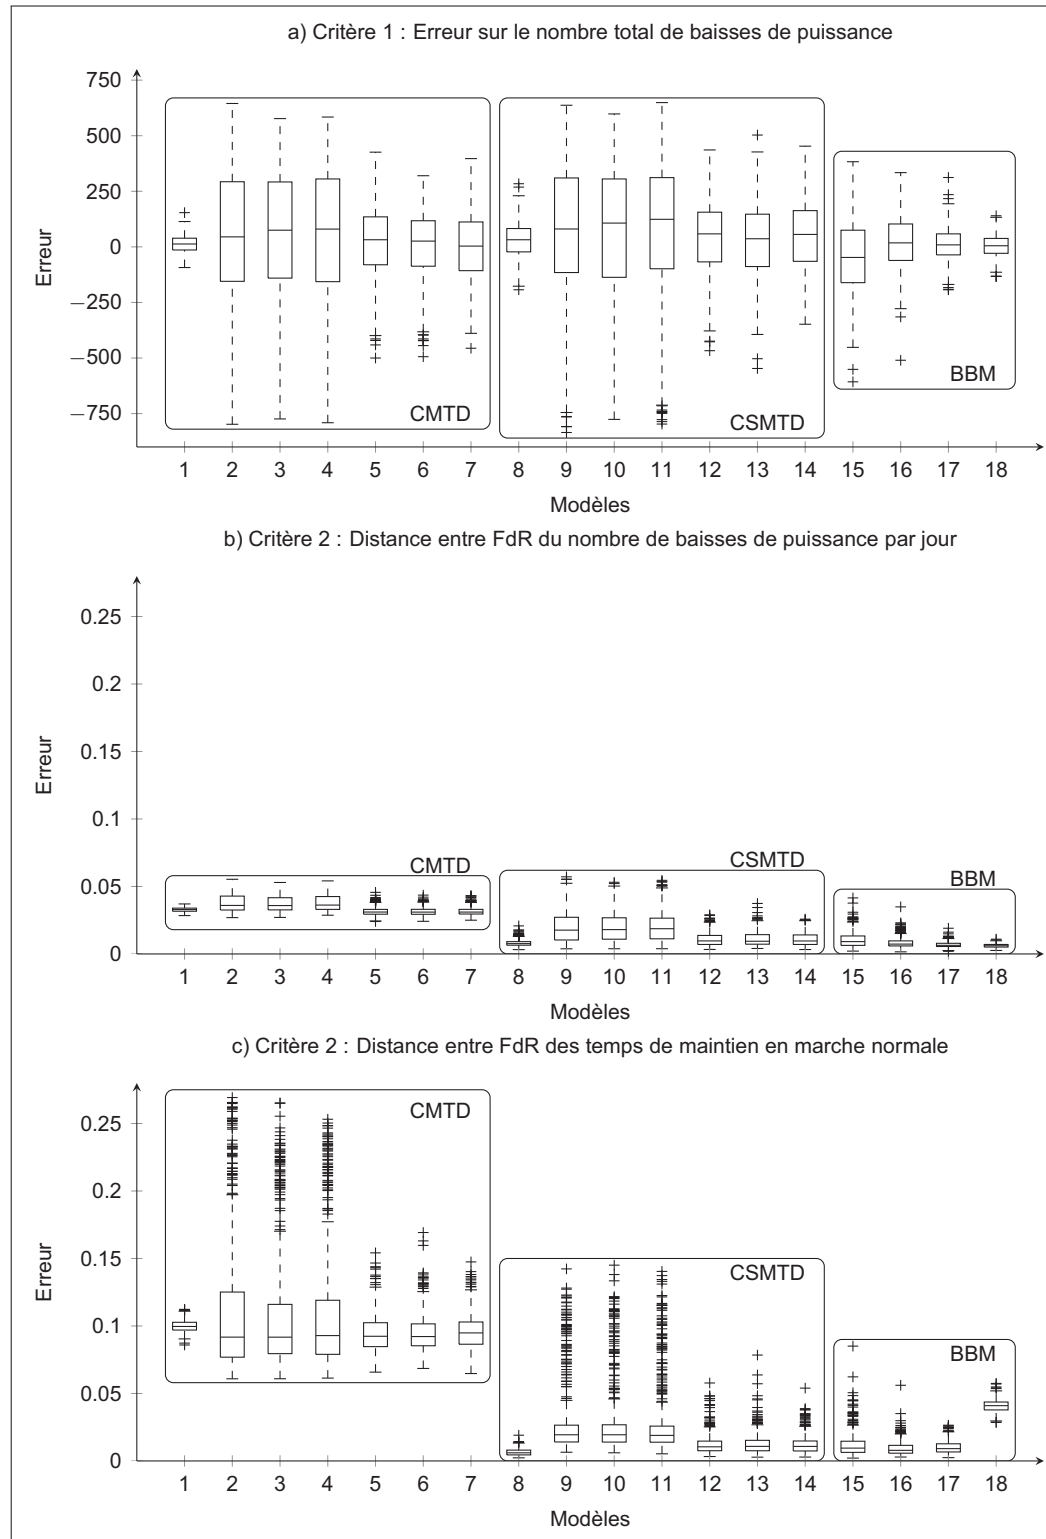 a) Critère 1 : Erreur sur le nombre total de baisses de puissance
750
500
250
0
−250
−500
−750
Erreur
CMTD
CSMTD
BBM
1 2 3 4 5 6 7 8 9 10 11 12 13 14 15 16 17 18
Modèles
b) Critère 2 : Distance entre FdR du nombre de baisses de puissance par jour
0.25
0.2
0.15
0.1
0.05
0
Erreur
CMTD
CSMTD
BBM
1 2 3 4 5 6 7 8 9 10 11 12 13 14 15 16 17 18
Modèles
c) Critère 2 : Distance entre FdR des temps de maintien en marche normale
0.25
0.2
0.15
0.1
0.05
0
Erreur
CMTD
CSMTD
BBM
1 2 3 4 5 6 7 8 9 10 11 12 13 14 15 16 17 18
Modèles